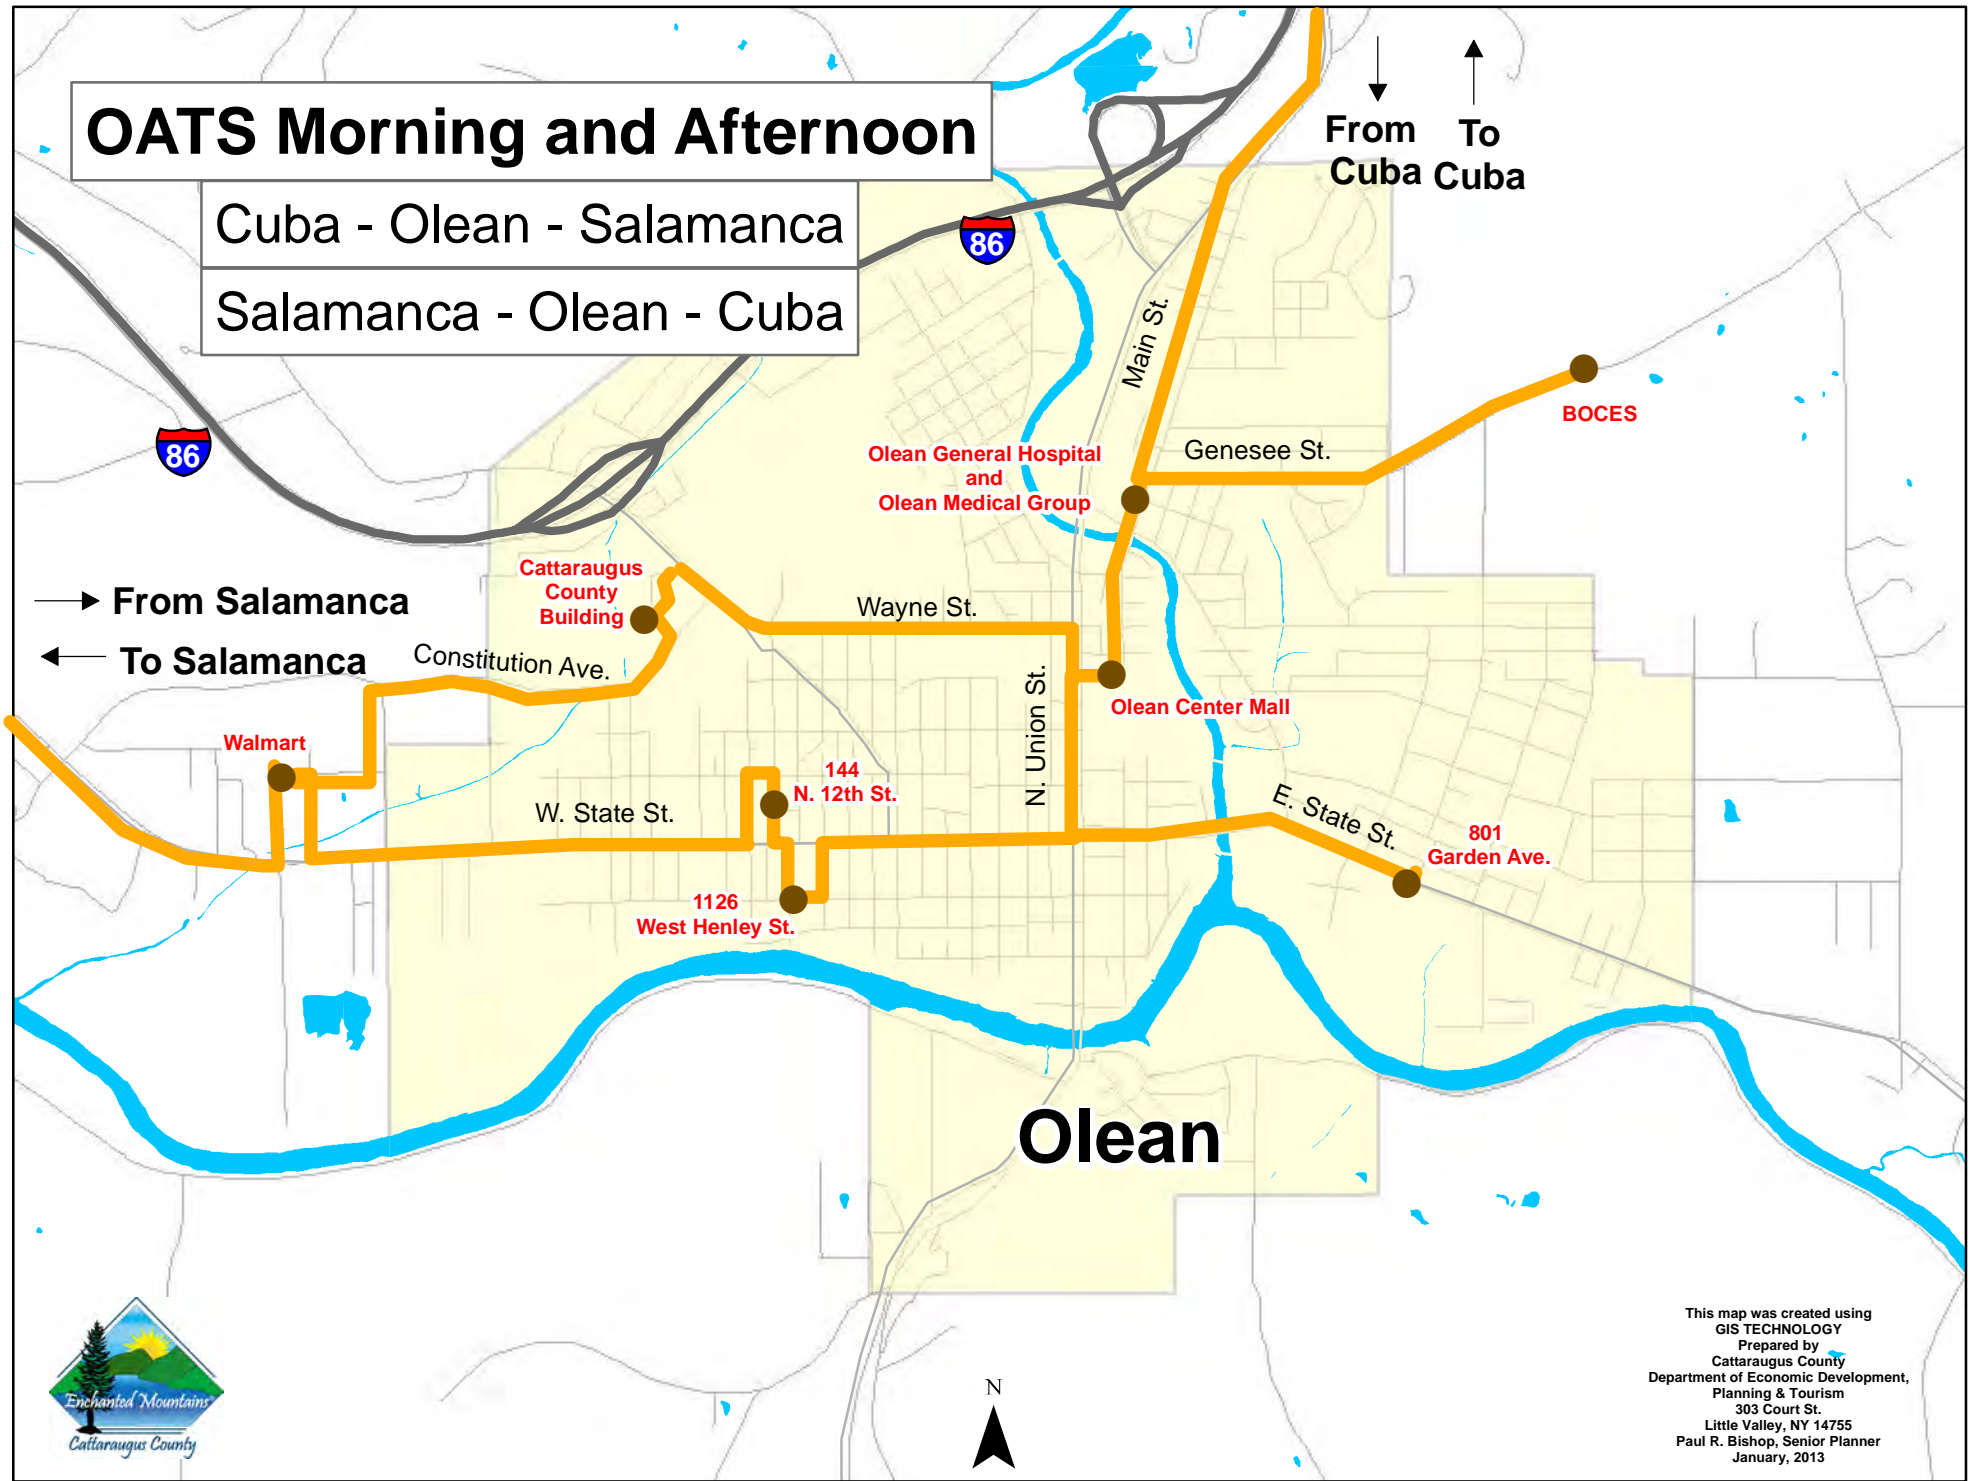 OATS Morning and Afternoon
Cuba - Olean - Salamanca
Salamanca - Olean - Cuba
From
Cuba
To
Cuba
86
86
Main St.
Genesee St.
BOCES
Olean General Hospital
and
Olean Medical Group
Cattaraugus
County
Building
From Salamanca
To Salamanca
Constitution Ave.
Wayne St.
N. Union St.
Olean Center Mall
Walmart
144
N. 12th St.
W. State St.
E. State St.
801
Garden Ave.
1126
West Henley St.
Olean
Enchanted Mountains
Cattaraugus County
N
This map was created using
GIS TECHNOLOGY
Prepared by
Cattaraugus County
Department of Economic Development,
Planning & Tourism
303 Court St.
Little Valley, NY 14755
Paul R. Bishop, Senior Planner
January, 2013